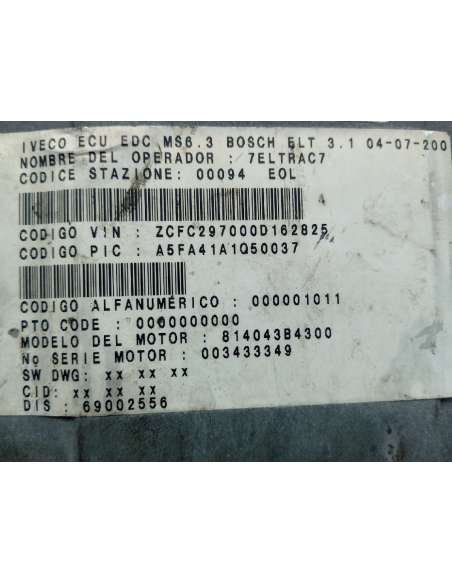 IVECO ECU EDC MS6.3 BOSCH ELT 3.1 04-07-200
NOMBRE DEL OPERADOR : 7ELTRAC7
CODICE STAZIONE: 00094 EOL
CODIGO VIN : ZCFC297000D162825
CODIGO PIC : A5FA41A1Q50037
CODIGO ALFANUMÉRICO : 000001011
PTO CODE : 0000000000
MODELO DEL MOTOR : 814043B4300
No SERIE MOTOR : 003433349
SW DWG: xx xx xx
CID: xx xx xx
DIS : 69002556